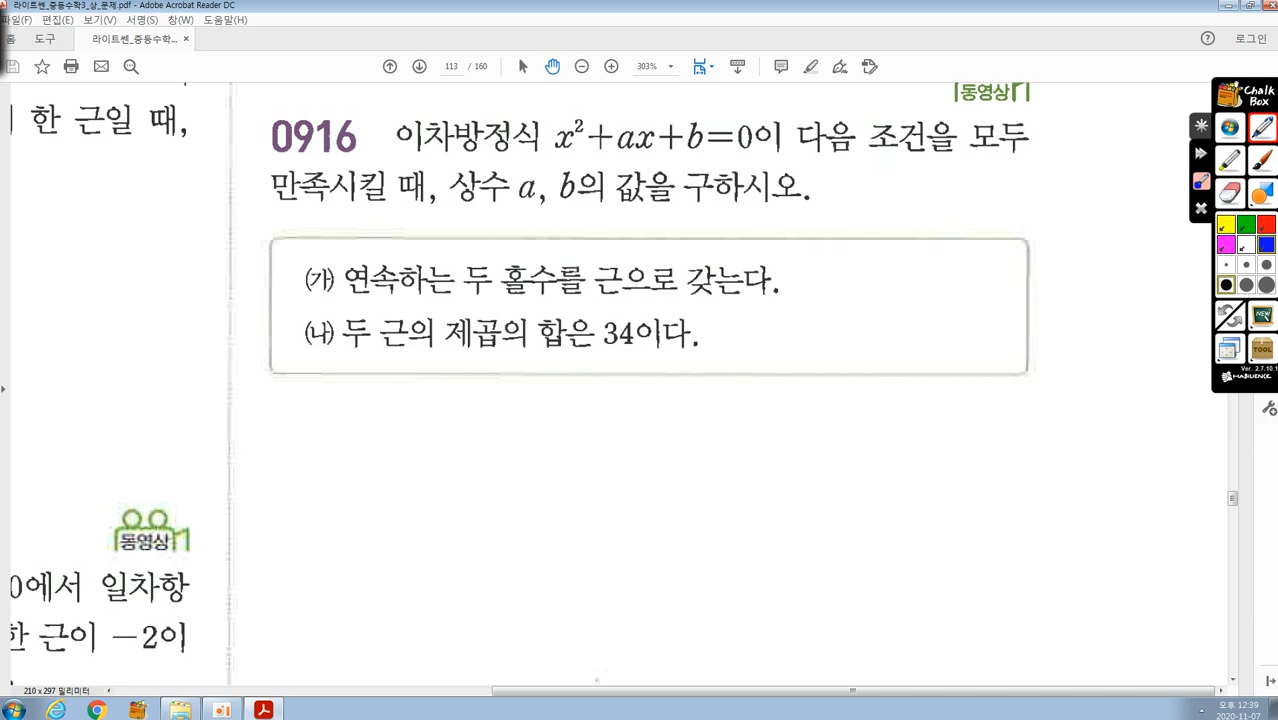 라이트쎈_중등수학3_상_문제.pdf - Adobe Acrobat Reader DC
파일(F) 편집(E) 보기(V) 서명(S) 창(W) 도움말(H)
홈 도구 라이트쎈_중등수학... × 로그인
113 / 160 303%
동영상
한 근일 때,
0916 이차방정식 x²+ax+b=0이 다음 조건을 모두
만족시킬 때, 상수 a, b의 값을 구하시오.
㈎ 연속하는 두 홀수를 근으로 갖는다.
㈏ 두 근의 제곱의 합은 34이다.
동영상
0에서 일차항
한 근이 −2이
Chalk
Box
NEW
TOOL
Ver. 2.7.10.1
HABILIENCE
210 x 297 밀리미터
오후 12:39
2020-11-07